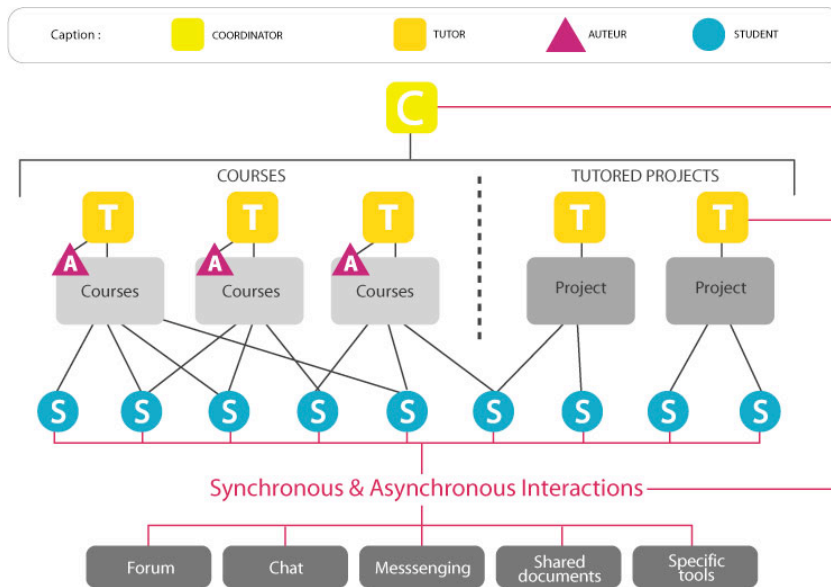 Caption : COORDINATOR TUTOR AUTEUR STUDENT
C
COURSES TUTORED PROJECTS
T T T T T
A A A
Courses Courses Courses Project Project
S S S S S S S S S
Synchronous & Asynchronous Interactions
Forum Chat Messsenging Shared documents Specific tools